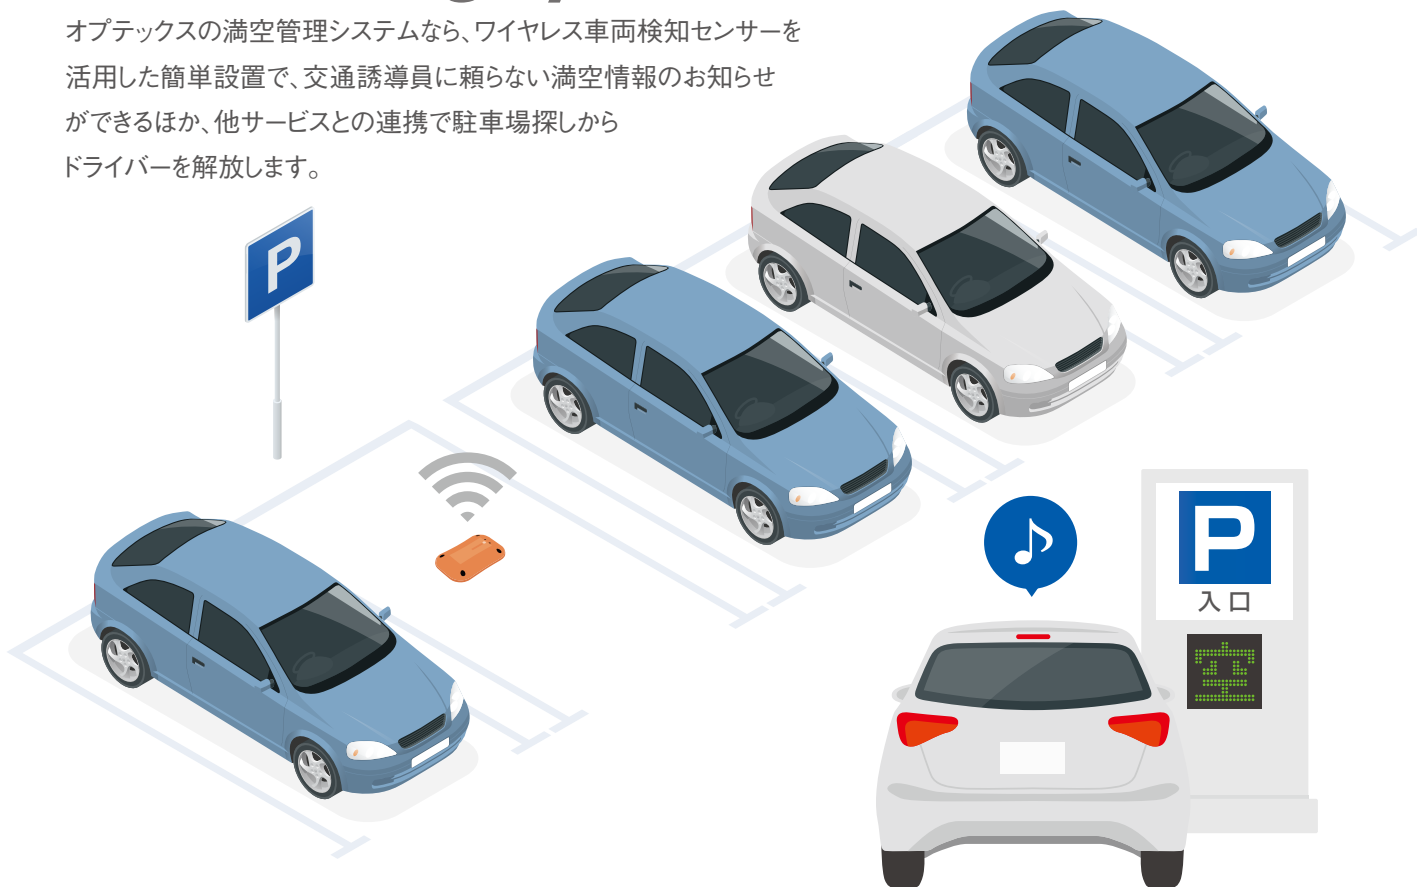 オプテックスの満空管理システムなら、ワイヤレス車両検知センサーを
活用した簡単設置で、交通誘導員に頼らない満空情報のお知らせ
ができるほか、他サービスとの連携で駐車場探しから
ドライバーを解放します。
P
P
入口
空